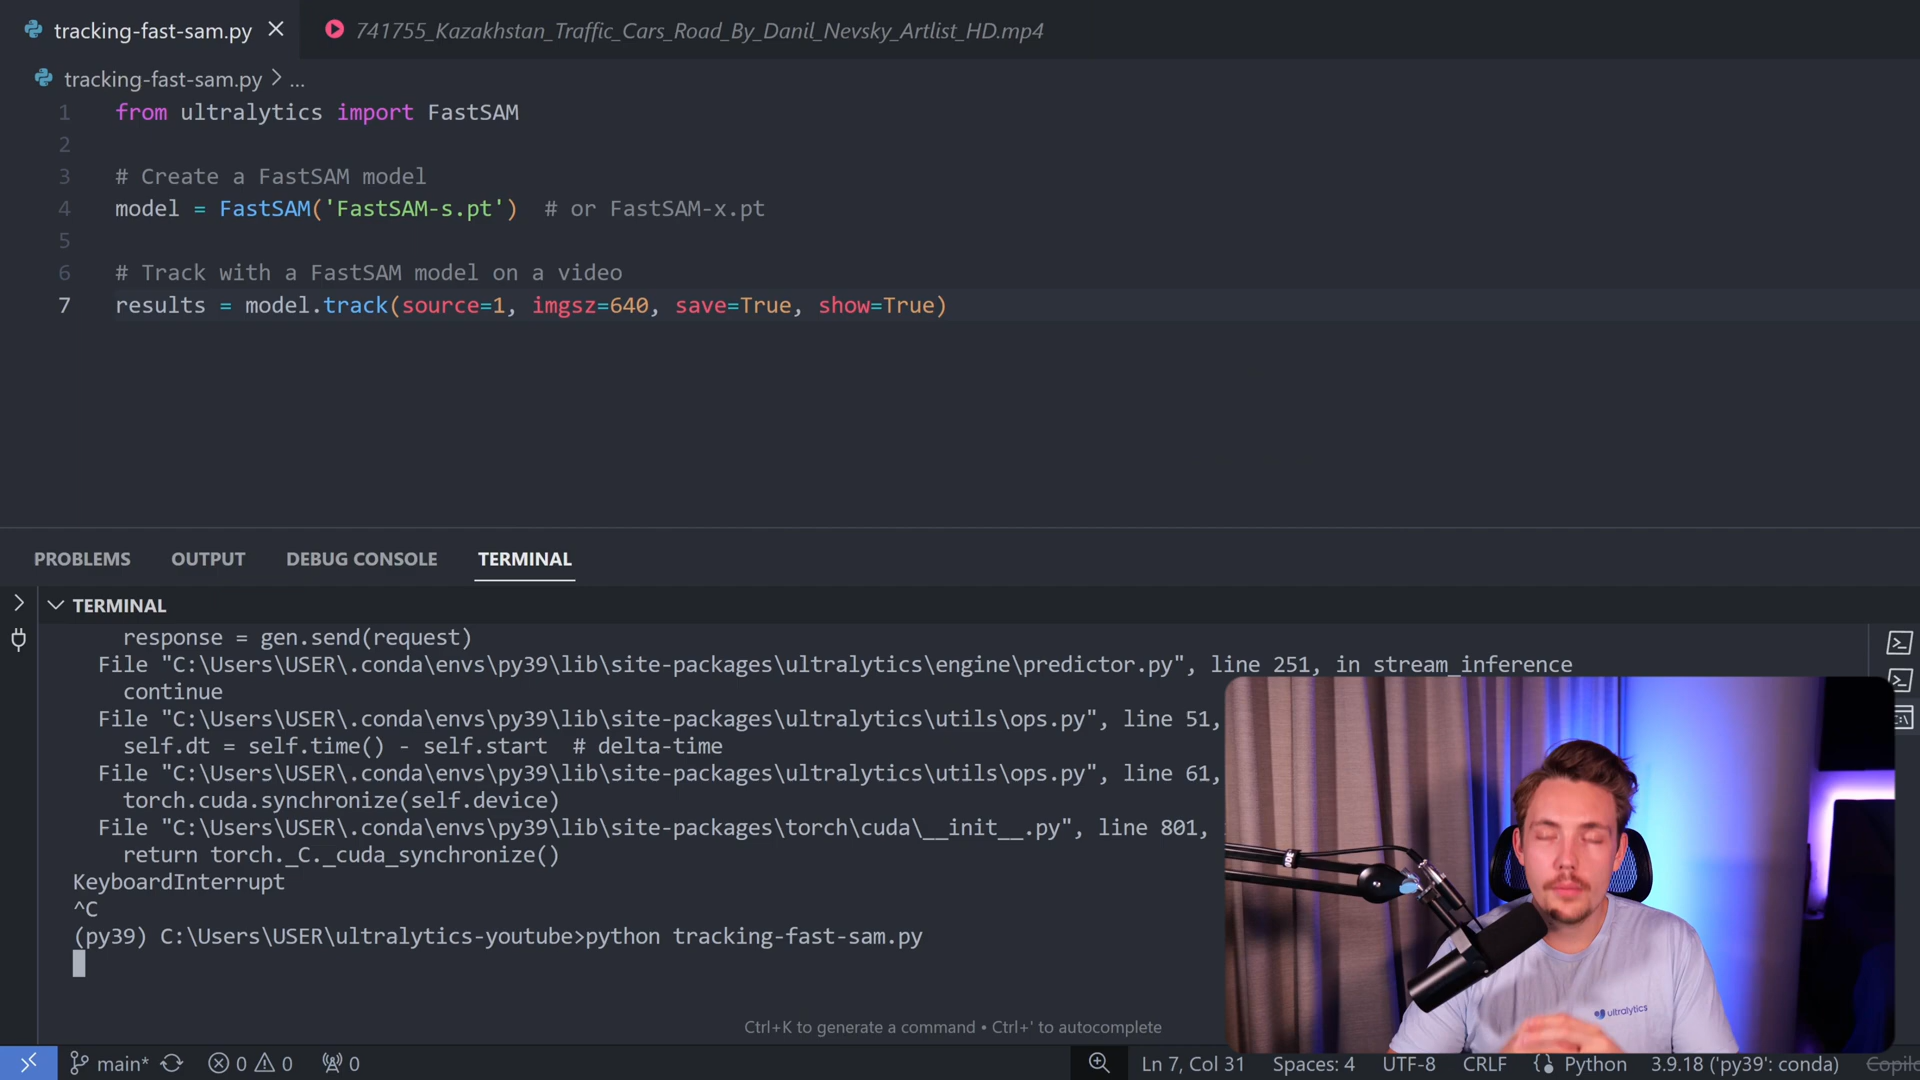 tracking-fast-sam.py
741755_Kazakhstan_Traffic_Cars_Road_By_Danil_Nevsky_Artlist_HD.mp4
tracking-fast-sam.py > ...
1 from ultralytics import FastSAM
2
3 # Create a FastSAM model
4 model = FastSAM('FastSAM-s.pt') # or FastSAM-x.pt
5
6 # Track with a FastSAM model on a video
7 results = model.track(source=1, imgsz=640, save=True, show=True)
PROBLEMS OUTPUT DEBUG CONSOLE TERMINAL
TERMINAL
response = gen.send(request)
File "C:\Users\USER\.conda\envs\py39\lib\site-packages\ultralytics\engine\predictor.py", line 251, in stream_inference
continue
File "C:\Users\USER\.conda\envs\py39\lib\site-packages\ultralytics\utils\ops.py", line 51,
self.dt = self.time() - self.start # delta-time
File "C:\Users\USER\.conda\envs\py39\lib\site-packages\ultralytics\utils\ops.py", line 61,
torch.cuda.synchronize(self.device)
File "C:\Users\USER\.conda\envs\py39\lib\site-packages\torch\cuda\__init__.py", line 801,
return torch._C._cuda_synchronize()
KeyboardInterrupt
^C
(py39) C:\Users\USER\ultralytics-youtube>python tracking-fast-sam.py
ultralytics
Ctrl+K to generate a command • Ctrl+' to autocomplete
main* 0 0 0 Ln 7, Col 31 Spaces: 4 UTF-8 CRLF Python 3.9.18 ('py39': conda) Copilo